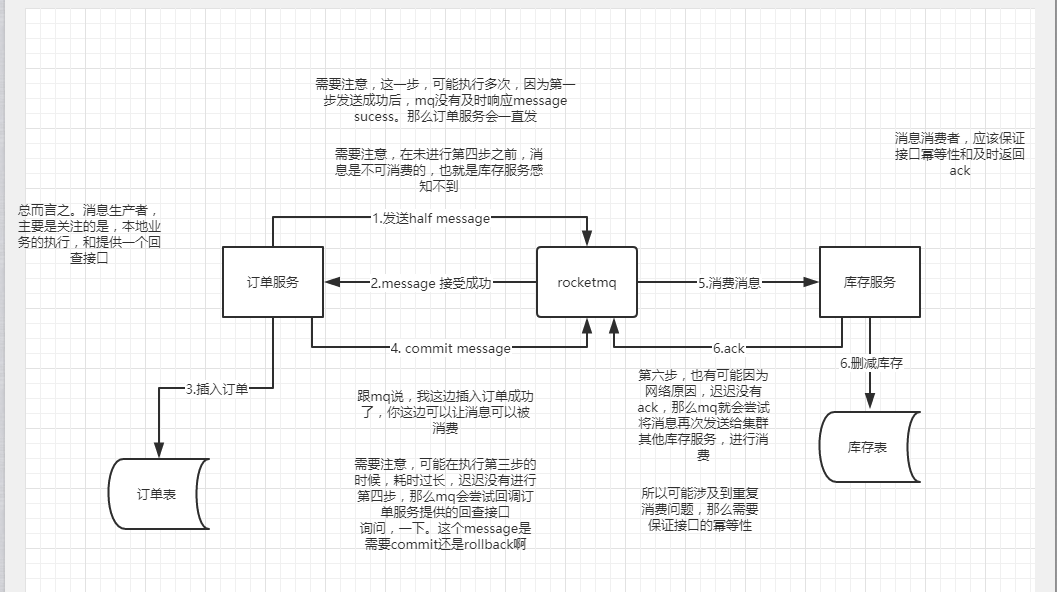 需要注意，这一步，可能执行多次，因为第一
步发送成功后，mq没有及时响应message
sucess。那么订单服务会一直发
需要注意，在未进行第四步之前，消
息是不可消费的，也就是库存服务感
知不到
消息消费者，应该保证
接口幂等性和及时返回
ack
总而言之。消息生产者，
主要是关注的是，本地业
务的执行，和提供一个回
查接口
1.发送half message
订单服务
2.message 接受成功
rocketmq
5.消费消息
库存服务
4. commit message
6.ack
6.删减库存
3.插入订单
跟mq说，我这边插入订单成功
了，你这边可以让消息可以被
消费
第六步，也有可能因为
网络原因，迟迟没有
ack，那么mq就会尝试
将消息再次发送给集群
其他库存服务，进行消
费
库存表
订单表
需要注意，可能在执行第三步的
时候，耗时过长，迟迟没有进行
第四步，那么mq会尝试回调订
单服务提供的回查接口
询问，一下。这个message是
需要commit还是rollback啊
所以可能涉及到重复
消费问题，那么需要
保证接口的幂等性